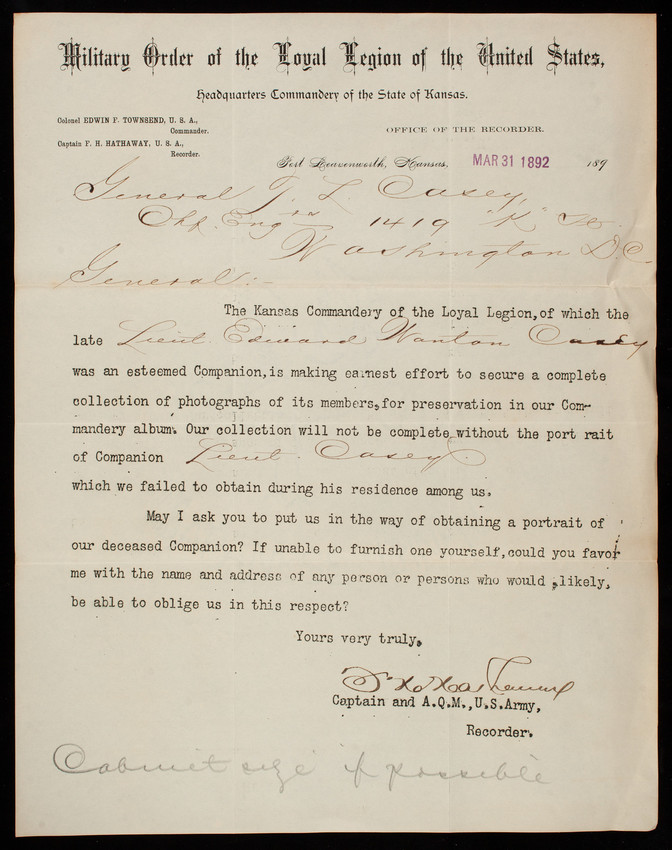 Military Order of the Loyal Legion of the United States,
Headquarters Commandery of the State of Kansas.
Colonel EDWIN F. TOWNSEND, U. S. A.,
Commander.
Captain F. H. HATHAWAY, U. S. A.,
Recorder.
OFFICE OF THE RECORDER.
Fort Leavenworth, Kansas, MAR 31 1892 189
General T. L. Casey,
Chf. Eng'rs 1419 "K" St.
Washington D.C.
General:-
The Kansas Commandery of the Loyal Legion,of which the
late Lieut. Edward Wanton Casey
was an esteemed Companion,is making earnest effort to secure a complete
collection of photographs of its members,for preservation in our Com-
mandery album. Our collection will not be complete without the port rait
of Companion Lieut. Casey
which we failed to obtain during his residence among us.
May I ask you to put us in the way of obtaining a portrait of
our deceased Companion? If unable to furnish one yourself,could you favor
me with the name and address of any person or persons who would ,likely,
be able to oblige us in this respect?
Yours very truly,
F. H. Hathaway
Captain and A.Q.M.,U.S.Army,
Recorder.
Cabinet size if possible